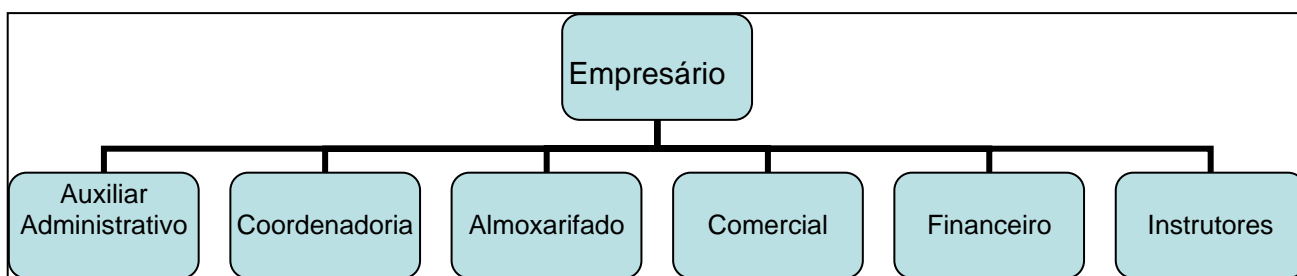 Empresário
Auxiliar
Administrativo
Coordenadoria
Almoxarifado
Comercial
Financeiro
Instrutores